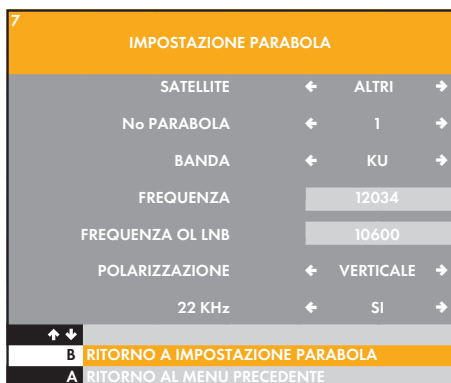 7
IMPOSTAZIONE PARABOLA
SATELLITE ← ALTRI →
No PARABOLA ← 1 →
BANDA ← KU →
FREQUENZA 12034
FREQUENZA OL LNB 10600
POLARIZZAZIONE ← VERTICALE →
22 KHz ← SI →
↑ ↓
B RITORNO A IMPOSTAZIONE PARABOLA
A RITORNO AL MENU PRECEDENTE